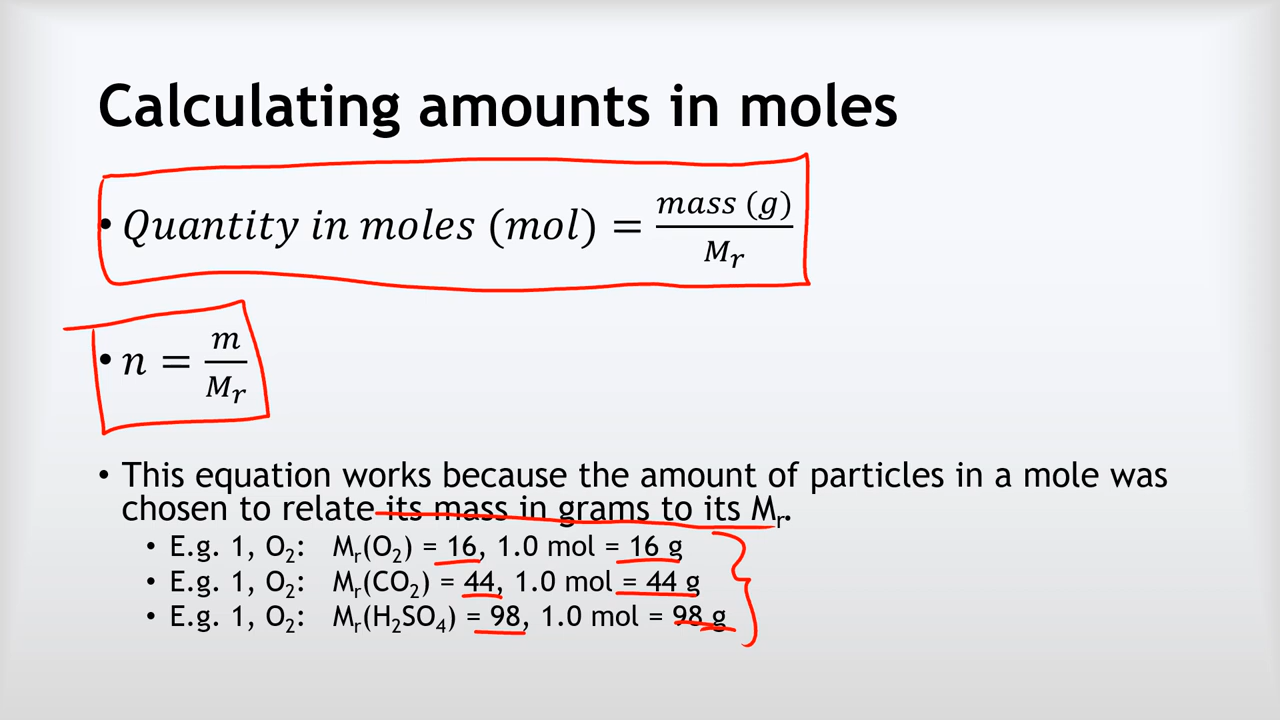 Calculating amounts in moles
• Quantity in moles (mol) = mass (g) / Mᵣ
• n = m / Mᵣ
• This equation works because the amount of particles in a mole was
chosen to relate its mass in grams to its Mᵣ.
• E.g. 1, O₂: Mᵣ(O₂) = 16, 1.0 mol = 16 g
• E.g. 1, O₂: Mᵣ(CO₂) = 44, 1.0 mol = 44 g
• E.g. 1, O₂: Mᵣ(H₂SO₄) = 98, 1.0 mol = 98 g